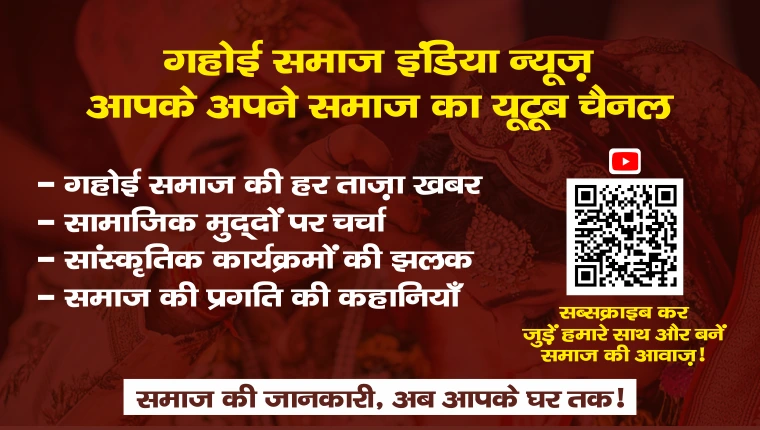 गहोई समाज इंडिया न्यूज़
आपके अपने समाज का यूटूब चैनल
– गहोई समाज की हर ताज़ा खबर
– सामाजिक मुद्दों पर चर्चा
– सांस्कृतिक कार्यक्रमों की झलक
– समाज की प्रगति की कहानियाँ
सब्सक्राइब कर
जुड़ें हमारे साथ और बनें
समाज की आवाज़!
समाज की जानकारी, अब आपके घर तक!